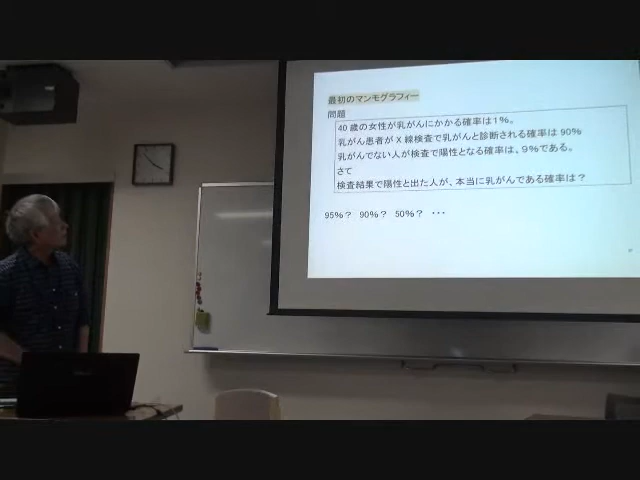 最初のマンモグラフィー
問題
40 歳の女性が乳がんにかかる確率は1%。
乳がん患者が X 線検査で乳がんと診断される確率は 90%
乳がんでない人が検査で陽性となる確率は、9%である。
さて
検査結果で陽性と出た人が、本当に乳がんである確率は？
95%？ 90%？ 50%？ ・・・